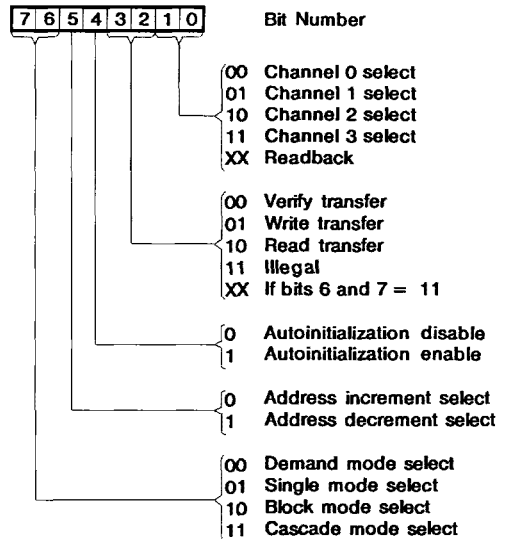 7 6 5 4 3 2 1 0 Bit Number
00 Channel 0 select
01 Channel 1 select
10 Channel 2 select
11 Channel 3 select
XX Readback
00 Verify transfer
01 Write transfer
10 Read transfer
11 Illegal
XX If bits 6 and 7 = 11
0 Autoinitialization disable
1 Autoinitialization enable
0 Address increment select
1 Address decrement select
00 Demand mode select
01 Single mode select
10 Block mode select
11 Cascade mode select